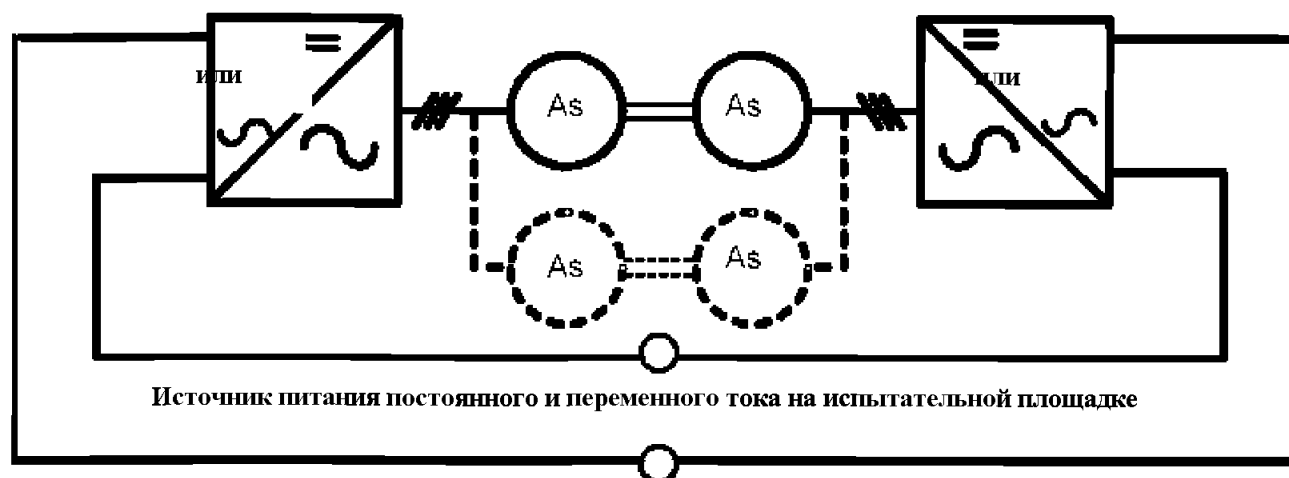 или
или
As
As
As
As
Источник питания постоянного и переменного тока на испытательной площадке